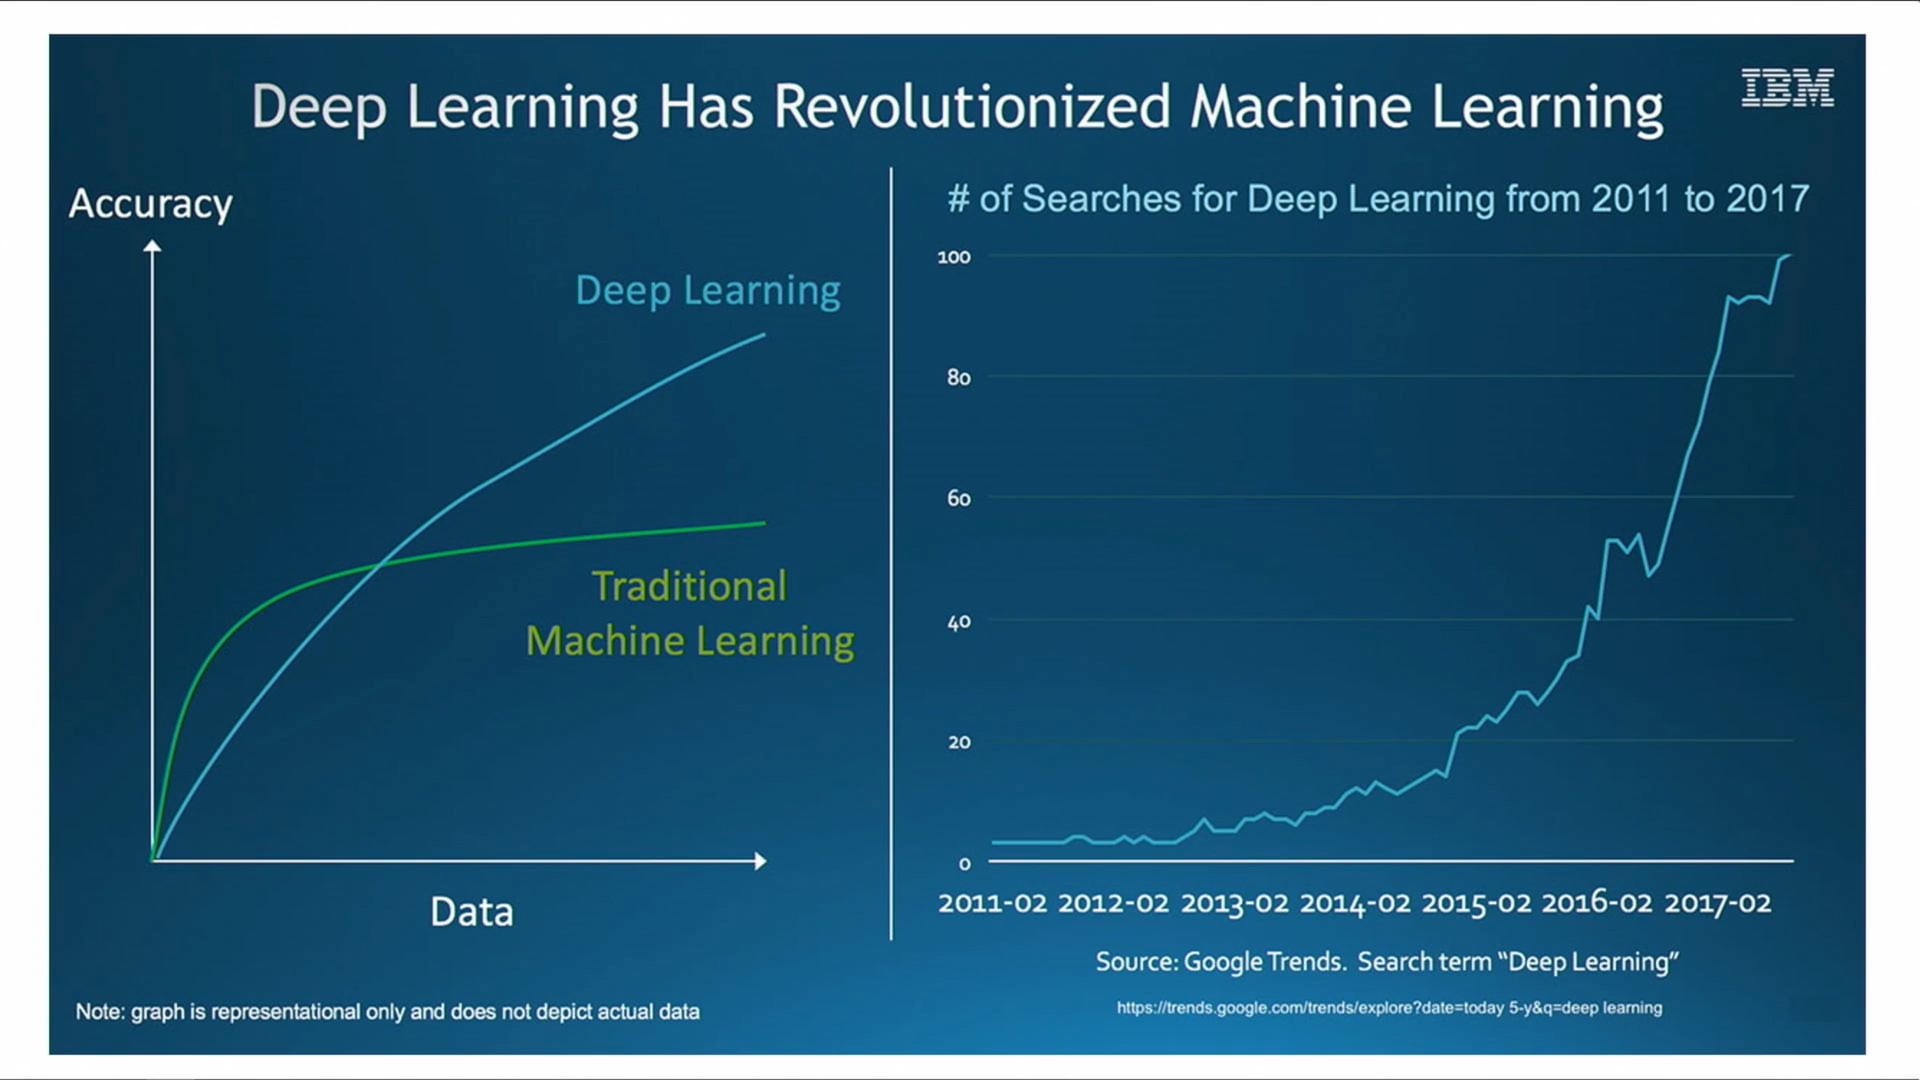 Deep Learning Has Revolutionized Machine Learning
IBM
Accuracy
Deep Learning
Traditional
Machine Learning
Data
Note: graph is representational only and does not depict actual data
# of Searches for Deep Learning from 2011 to 2017
100
80
60
40
20
0
2011-02 2012-02 2013-02 2014-02 2015-02 2016-02 2017-02
Source: Google Trends. Search term “Deep Learning”
https://trends.google.com/trends/explore?date=today 5-y&q=deep learning